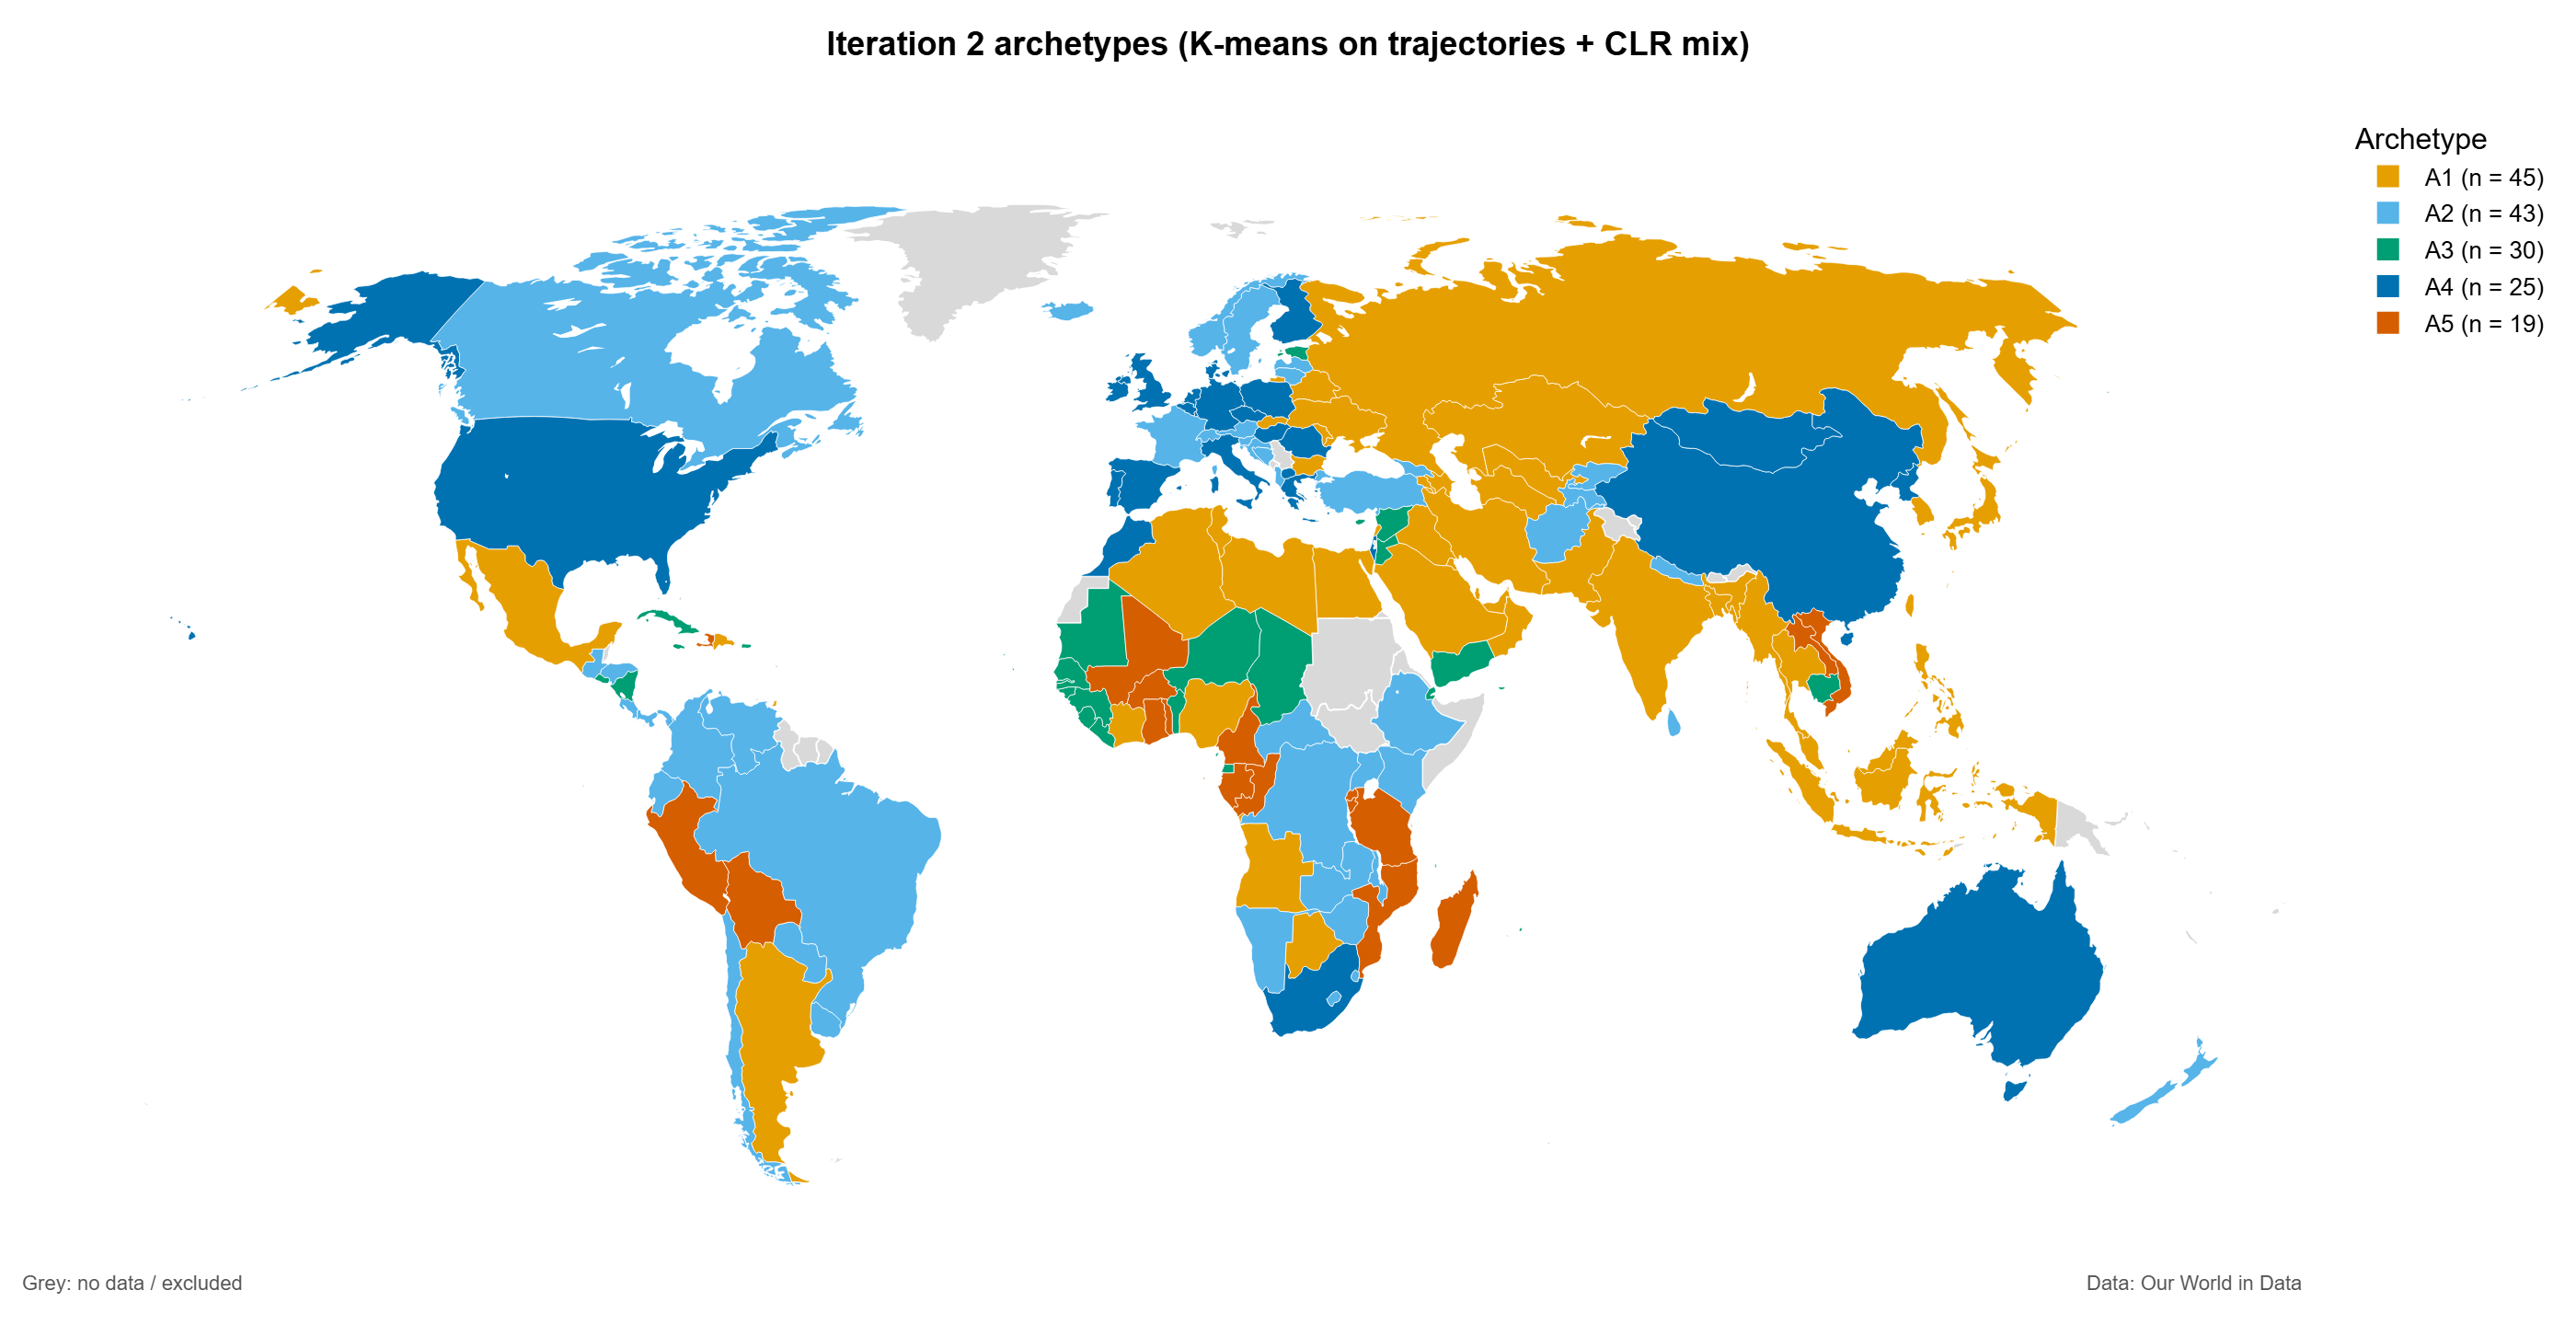 Iteration 2 archetypes (K-means on trajectories + CLR mix)
Archetype
A1 (n = 45)
A2 (n = 43)
A3 (n = 30)
A4 (n = 25)
A5 (n = 19)
Grey: no data / excluded
Data: Our World in Data